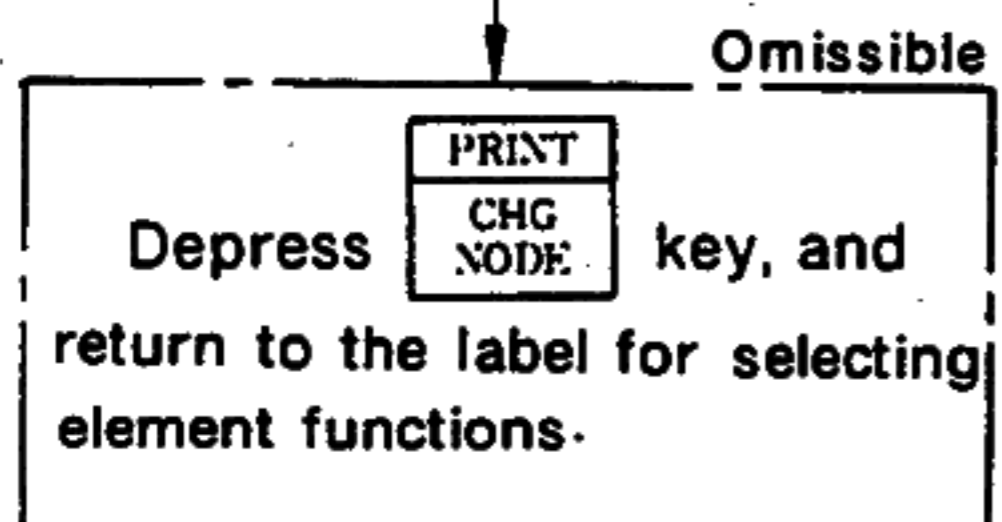 Omissible
PRINT
CHG
NODE
Depress key, and
return to the label for selecting
element functions.